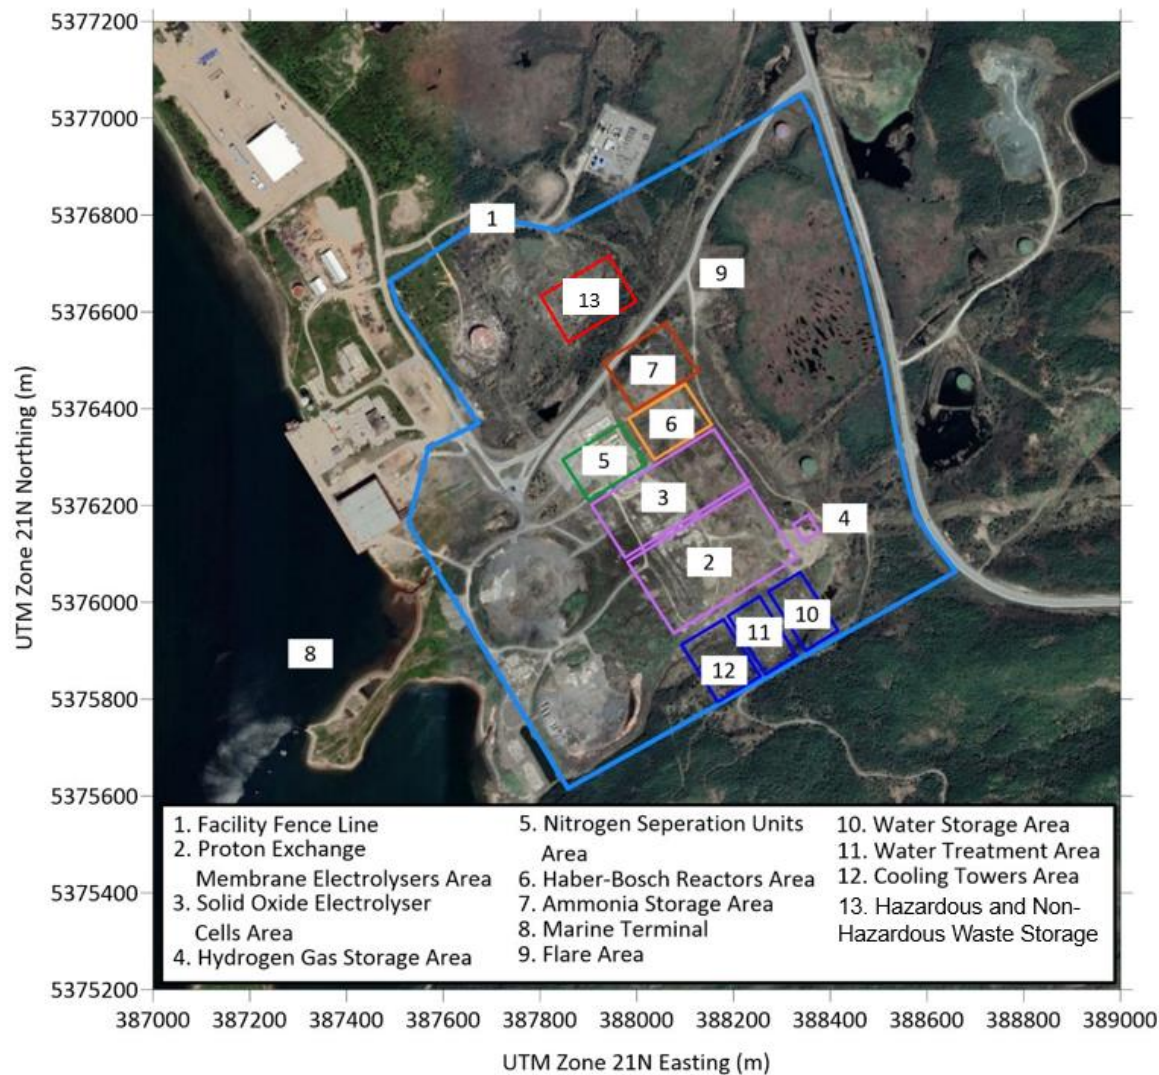 5377200
5377000
5376800
5376600
5376400
5376200
5376000
5375800
5375600
5375400
5375200
UTM Zone 21N Northing (m)
1
13
9
7
6
5
3
4
2
10
11
12
8
1. Facility Fence Line
2. Proton Exchange
Membrane Electrolysers Area
3. Solid Oxide Electrolyser
Cells Area
4. Hydrogen Gas Storage Area
5. Nitrogen Seperation Units
Area
6. Haber-Bosch Reactors Area
7. Ammonia Storage Area
8. Marine Terminal
9. Flare Area
10. Water Storage Area
11. Water Treatment Area
12. Cooling Towers Area
13. Hazardous and Non-
Hazardous Waste Storage
387000 387200 387400 387600 387800 388000 388200 388400 388600 388800 389000
UTM Zone 21N Easting (m)